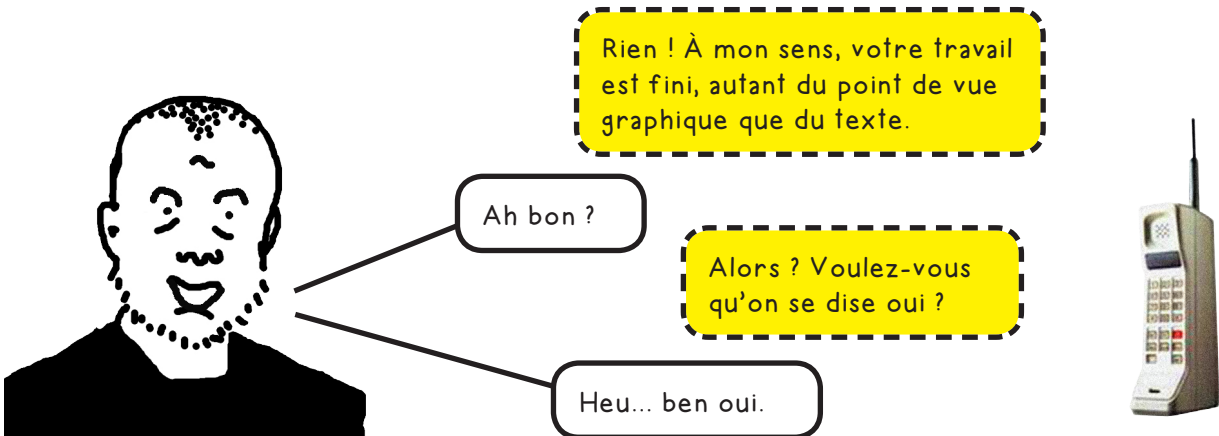 Rien ! À mon sens, votre travail
est fini, autant du point de vue
graphique que du texte.
Ah bon ?
Alors ? Voulez-vous
qu'on se dise oui ?
Heu... ben oui.